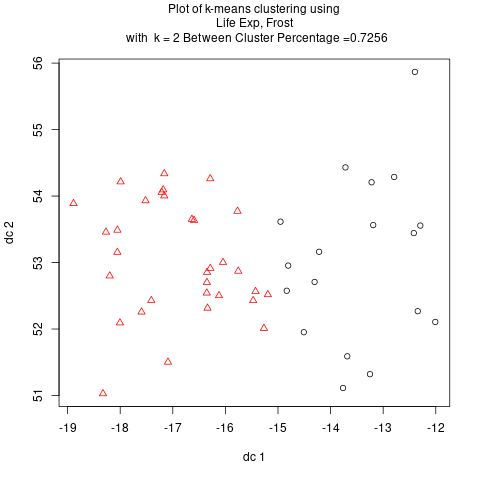 Plot of k-means clustering using
Life Exp, Frost
with k = 2 Between Cluster Percentage =0.7256
56
55
54
53
52
51
dc 2
-19 -18 -17 -16 -15 -14 -13 -12
dc 1